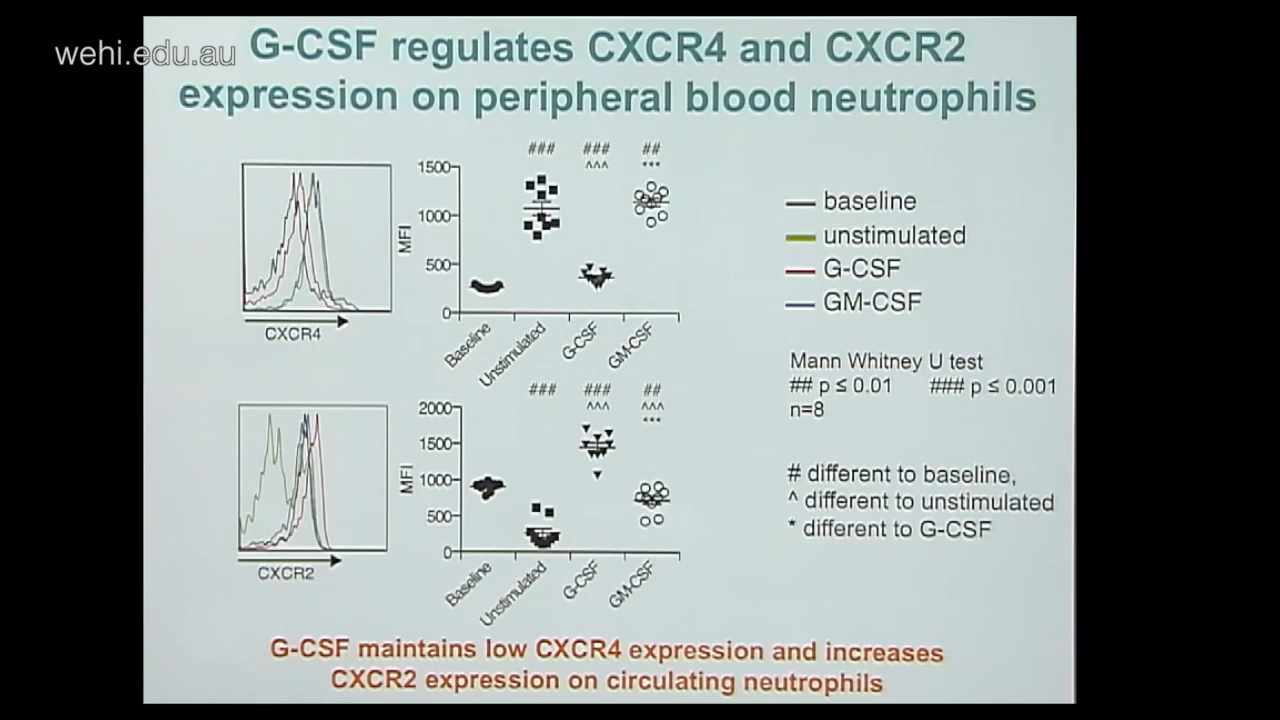 wehi.edu.au
G-CSF regulates CXCR4 and CXCR2
expression on peripheral blood neutrophils
### ### ##
^^^ ***
1500
1000
500
0
MFI
CXCR4
Baseline
Unstimulated
G-CSF
GM-CSF
### ### ##
^^^ ^^^
***
2000
1500
1000
500
0
MFI
CXCR2
Baseline
Unstimulated
G-CSF
GM-CSF
baseline
unstimulated
G-CSF
GM-CSF
Mann Whitney U test
## p ≤ 0.01 ### p ≤ 0.001
n=8
# different to baseline,
^ different to unstimulated
* different to G-CSF
G-CSF maintains low CXCR4 expression and increases
CXCR2 expression on circulating neutrophils